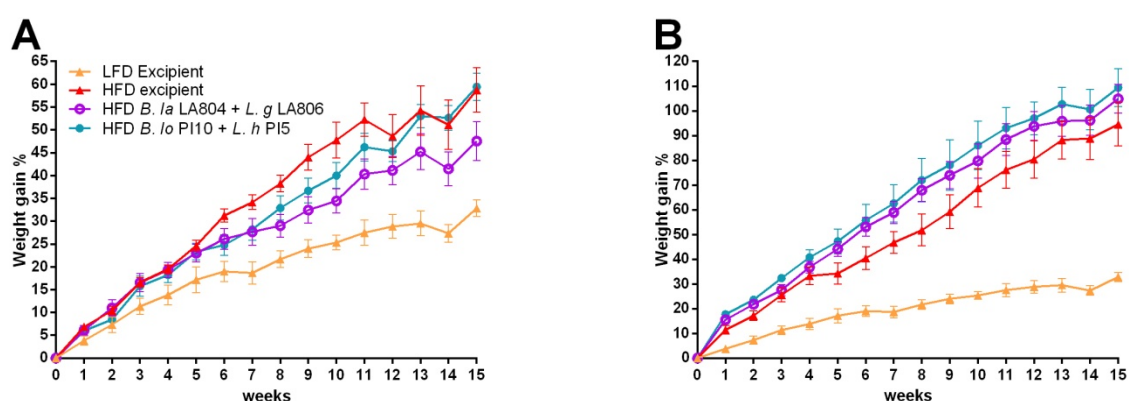 A
Weight gain %
65
60
55
50
45
40
35
30
25
20
15
10
5
0
LFD Excipient
HFD excipient
HFD B. la LA804 + L. g LA806
HFD B. lo PI10 + L. h PI5
0 1 2 3 4 5 6 7 8 9 10 11 12 13 14 15
weeks
B
Weight gain %
120
110
100
90
80
70
60
50
40
30
20
10
0
0 1 2 3 4 5 6 7 8 9 10 11 12 13 14 15
weeks